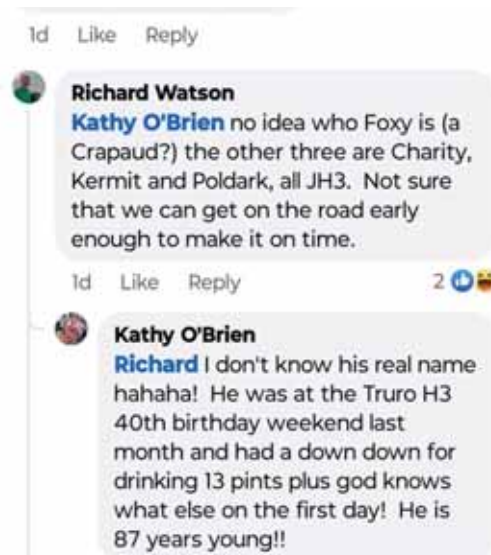 1d Like Reply
Richard Watson
Kathy O'Brien no idea who Foxy is (a
Crapaud?) the other three are Charity,
Kermit and Poldark, all JH3. Not sure
that we can get on the road early
enough to make it on time.
1d Like Reply 2
Kathy O'Brien
Richard I don't know his real name
hahaha! He was at the Truro H3
40th birthday weekend last
month and had a down down for
drinking 13 pints plus god knows
what else on the first day! He is
87 years young!!